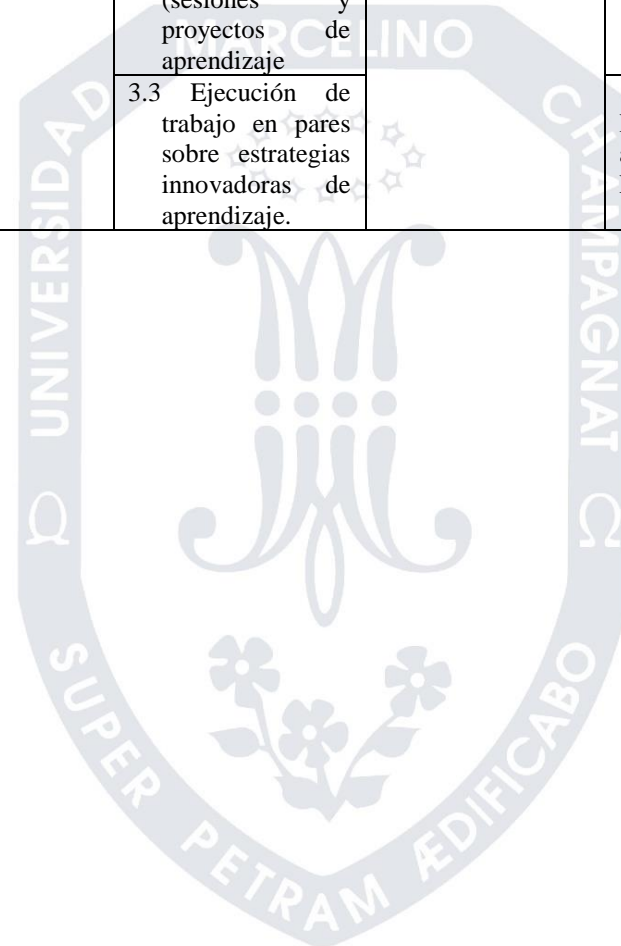 (sesiones y
proyectos de
aprendizaje
3.3 Ejecución de
trabajo en pares
sobre estrategias
innovadoras de
aprendizaje.
UNIVERSIDAD
MARCELINO
CHAMPAGNAT
Ω
Ω
SUPER
PETRAM
ÆDIFICABO